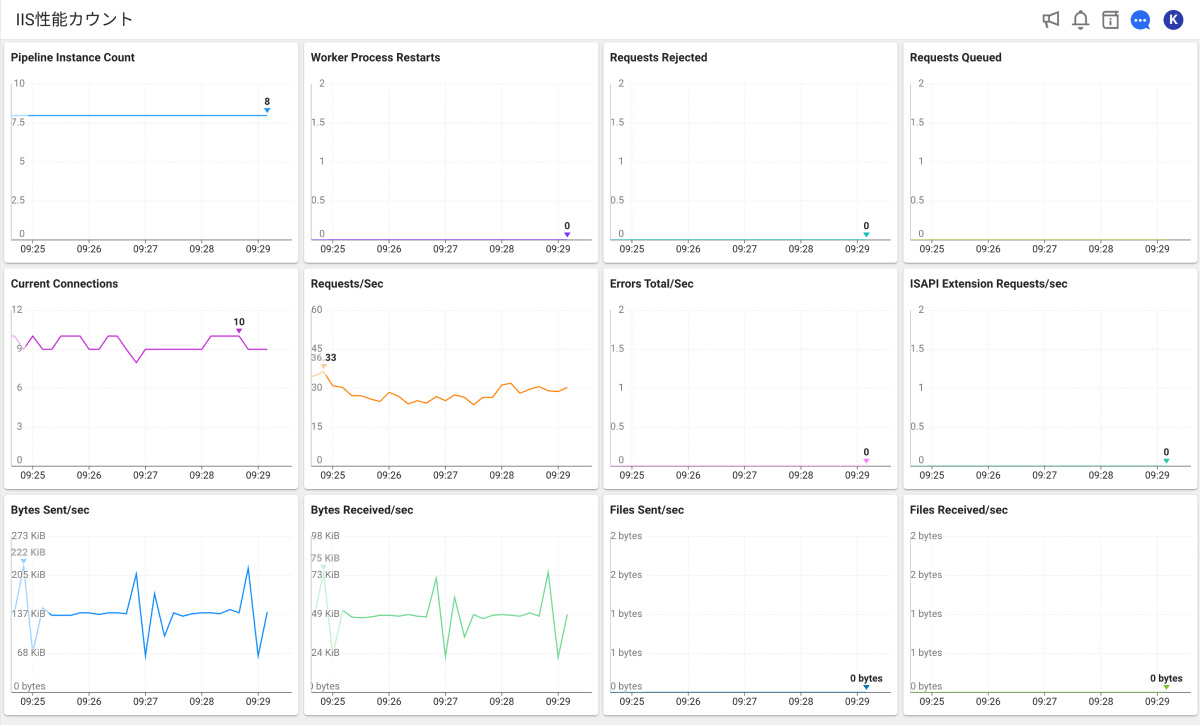 IIS性能カウント
K
Pipeline Instance Count
10
7.5
5
2.5
0
8
09:25 09:26 09:27 09:28 09:29
Worker Process Restarts
2
1.5
1
0.5
0
0
09:25 09:26 09:27 09:28 09:29
Requests Rejected
2
1.5
1
0.5
0
0
09:25 09:26 09:27 09:28 09:29
Requests Queued
2
1.5
1
0.5
0
09:25 09:26 09:27 09:28 09:29
Current Connections
12
9
6
3
0
10
09:25 09:26 09:27 09:28 09:29
Requests/Sec
60
45
36.33
30
15
0
09:25 09:26 09:27 09:28 09:29
Errors Total/Sec
2
1.5
1
0.5
0
0
09:25 09:26 09:27 09:28 09:29
ISAPI Extension Requests/sec
2
1.5
1
0.5
0
0
09:25 09:26 09:27 09:28 09:29
Bytes Sent/sec
273 KiB
222 KiB
205 KiB
137 KiB
68 KiB
0 bytes
09:25 09:26 09:27 09:28 09:29
Bytes Received/sec
98 KiB
75 KiB
73 KiB
49 KiB
24 KiB
0 bytes
09:25 09:26 09:27 09:28 09:29
Files Sent/sec
2 bytes
2 bytes
1 bytes
1 bytes
0 bytes
0 bytes
09:25 09:26 09:27 09:28 09:29
Files Received/sec
2 bytes
2 bytes
1 bytes
1 bytes
0 bytes
0 bytes
09:25 09:26 09:27 09:28 09:29